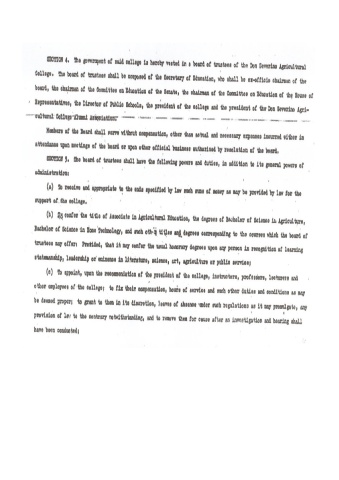 SECTION 4. The government of said college is hereby vested in a board of trustees of the Don Severino Agricultural
College. The board of trustees shall be composed of the Secretary of Education, who shall be ex-officio chairman of the
board, the chairman of the Committee on Education of the Senate, the chairman of the Committee on Education of the House of
Representatives, the Director of Public Schools, the president of the college and the president of the Don Severino Agri-
cultural College Alumni Association.
Members of the Board shall serve without compensation, other than actual and necessary expenses incurred either in
attendance upon meetings of the board or upon other official business authorized by resolution of the board.
SECTION 5. The board of trustees shall have the following powers and duties, in addition to its general powers of
administration:
(a) To receive and appropriate to the ends specified by law such sums of money as may be provided by law for the
support of the college.
(b) To confer the title of Associate in Agricultural Education, the degrees of Bachelor of Science in Agriculture,
Bachelor of Science in Home Technology, and such other titles and degrees corresponding to the courses which the board of
trustees may offer: Provided, that it may confer the usual honorary degrees upon any person in recognition of learning
statesmanship, leadership or eminence in literature, science, art, agriculture or public service;
(c) To appoint, upon the recommendation of the president of the college, instructors, professors, lecturers and
other employees of the college; to fix their compensation, hours of service and such other duties and conditions as may
be deemed proper; to grant to them in its discretion, leaves of absence under such regulations as it may promulgate, any
provision of law to the contrary notwithstanding, and to remove them for cause after an investigation and hearing shall
have been conducted;